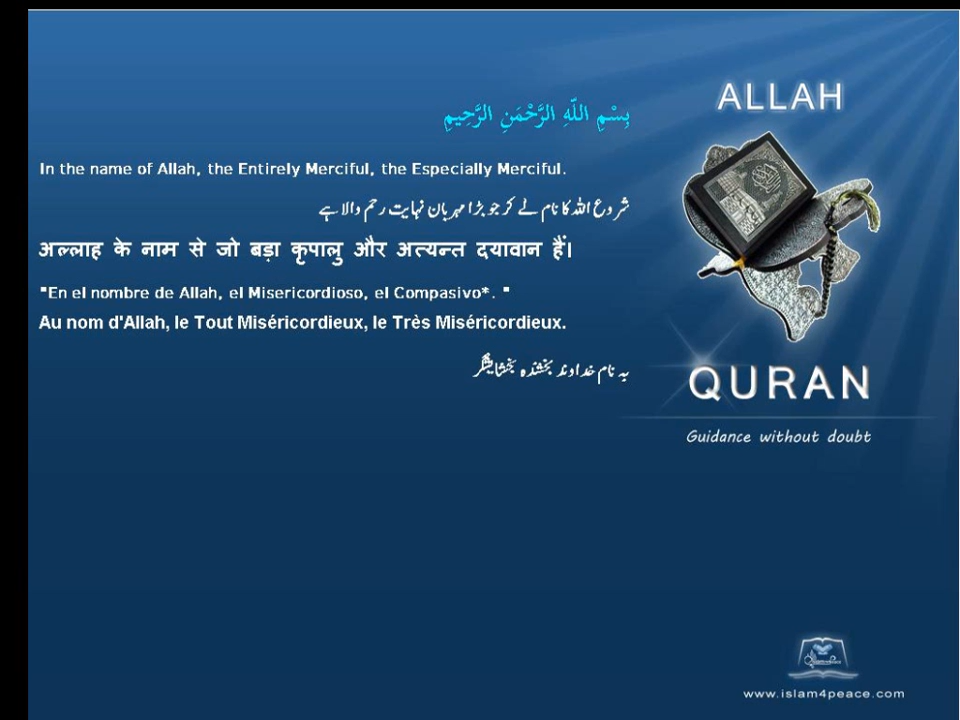 بِسْمِ اللَّهِ الرَّحْمَنِ الرَّحِيمِ
In the name of Allah, the Entirely Merciful, the Especially Merciful.
شروع الله کا نام لے کر جو بڑا مہربان نہایت رحم والا ہے
अल्लाह के नाम से जो बड़ा कृपालु और अत्यन्त दयावान हैं।
"En el nombre de Allah, el Misericordioso, el Compasivo*. "
Au nom d'Allah, le Tout Miséricordieux, le Très Miséricordieux.
به نام خداوند بخشنده بخشایشگر
ALLAH
QURAN
Guidance without doubt
www.islam4peace.com